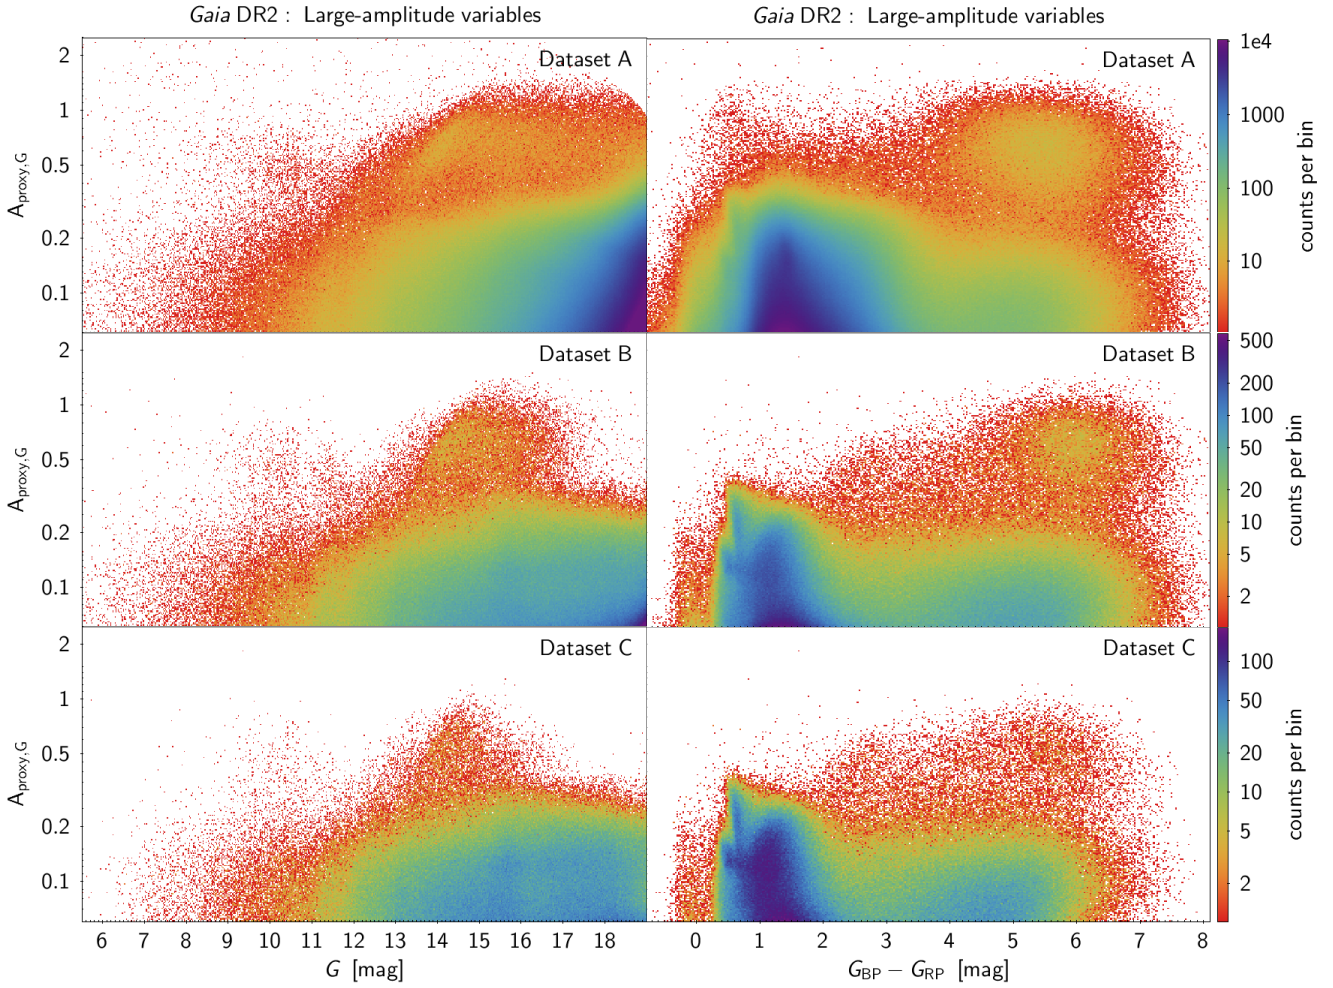 Gaia DR2 : Large-amplitude variables
Gaia DR2 : Large-amplitude variables
Dataset A
Dataset A
2
1
0.5
0.2
0.1
A_proxy,G
1e4
1000
100
10
counts per bin
Dataset B
Dataset B
2
1
0.5
0.2
0.1
A_proxy,G
500
200
100
50
20
10
5
2
counts per bin
Dataset C
Dataset C
2
1
0.5
0.2
0.1
A_proxy,G
100
50
20
10
5
2
counts per bin
6 7 8 9 10 11 12 13 14 15 16 17 18
0 1 2 3 4 5 6 7 8
G [mag]
G_BP − G_RP [mag]